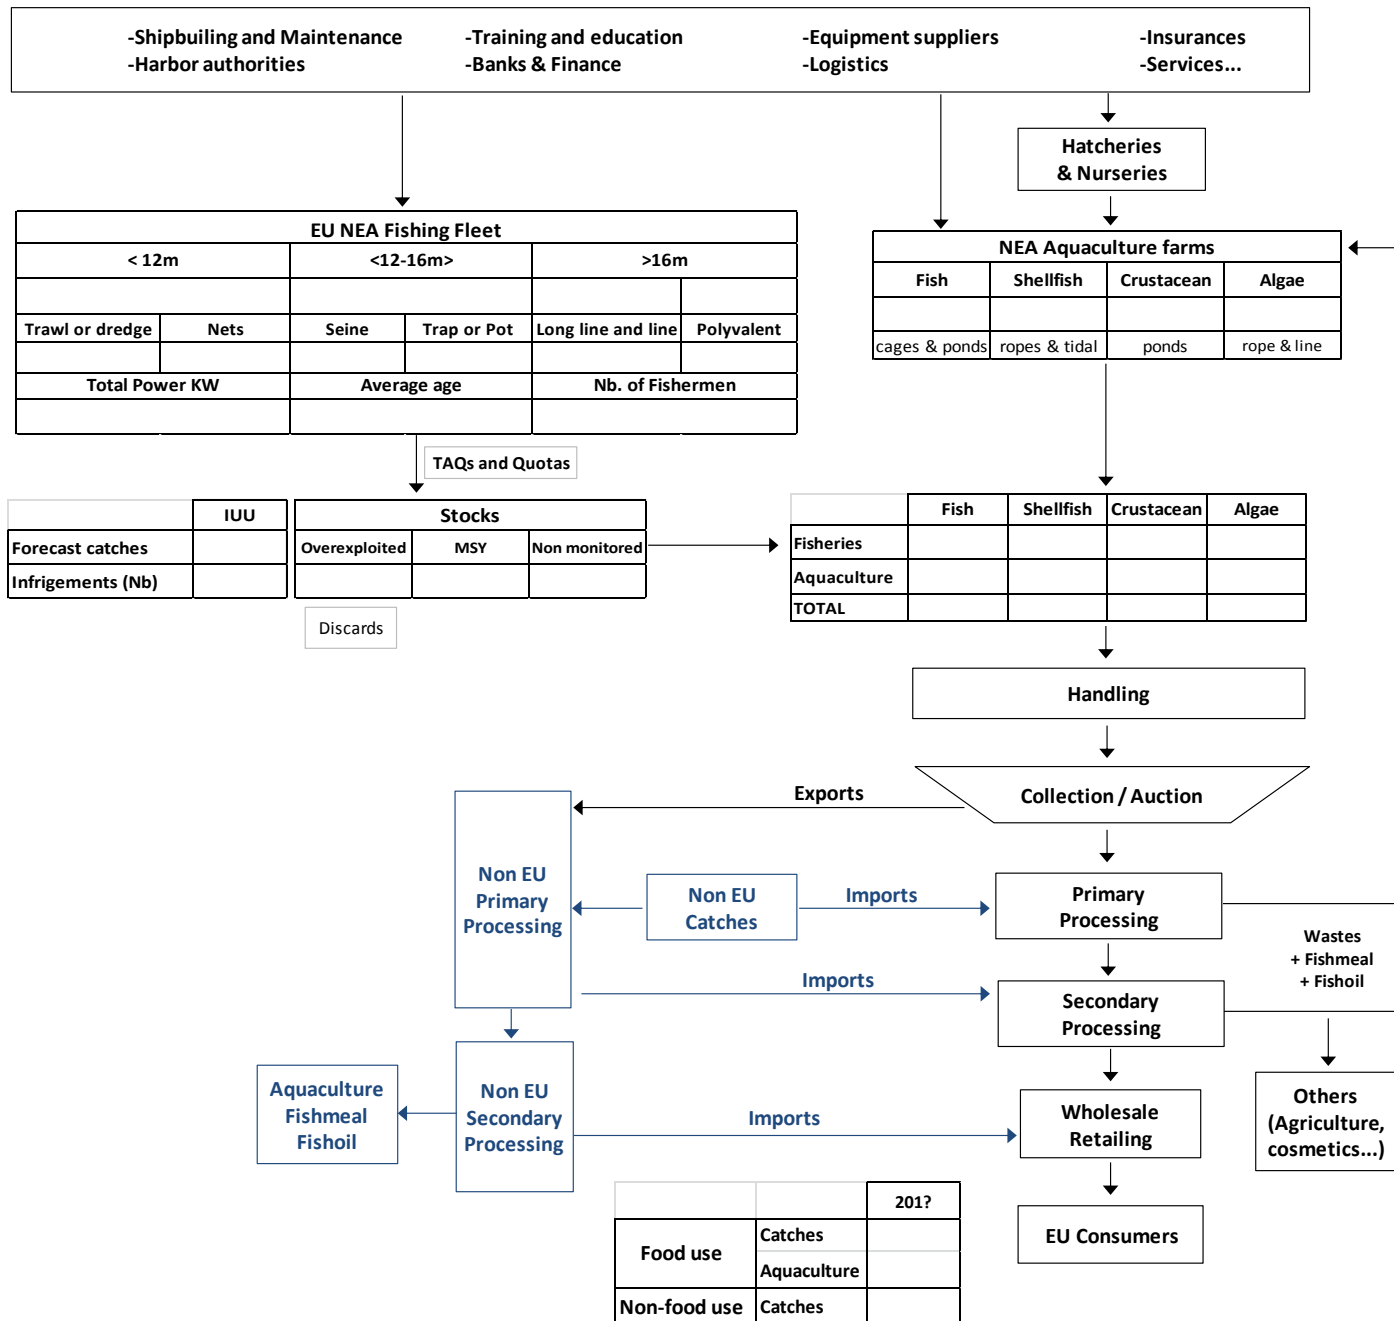 -Shipbuiling and Maintenance -Training and education -Equipment suppliers -Insurances
-Harbor authorities -Banks & Finance -Logistics -Services...
Hatcheries
& Nurseries
EU NEA Fishing Fleet
< 12m <12-16m> >16m
Trawl or dredge Nets Seine Trap or Pot Long line and line Polyvalent
Total Power KW Average age Nb. of Fishermen
NEA Aquaculture farms
Fish Shellfish Crustacean Algae
cages & ponds ropes & tidal ponds rope & line
TAQs and Quotas
IUU Stocks
Forecast catches Overexploited MSY Non monitored
Infrigements (Nb)
Discards
Fish Shellfish Crustacean Algae
Fisheries
Aquaculture
TOTAL
Handling
Collection / Auction
Exports
Non EU
Primary
Processing
Non EU
Catches
Imports
Primary
Processing
Wastes
+ Fishmeal
+ Fishoil
Imports
Secondary
Processing
Aquaculture
Fishmeal
Fishoil
Non EU
Secondary
Processing
Imports
Wholesale
Retailing
Others
(Agriculture,
cosmetics...)
EU Consumers
201?
Food use Catches
Aquaculture
Non-food use Catches